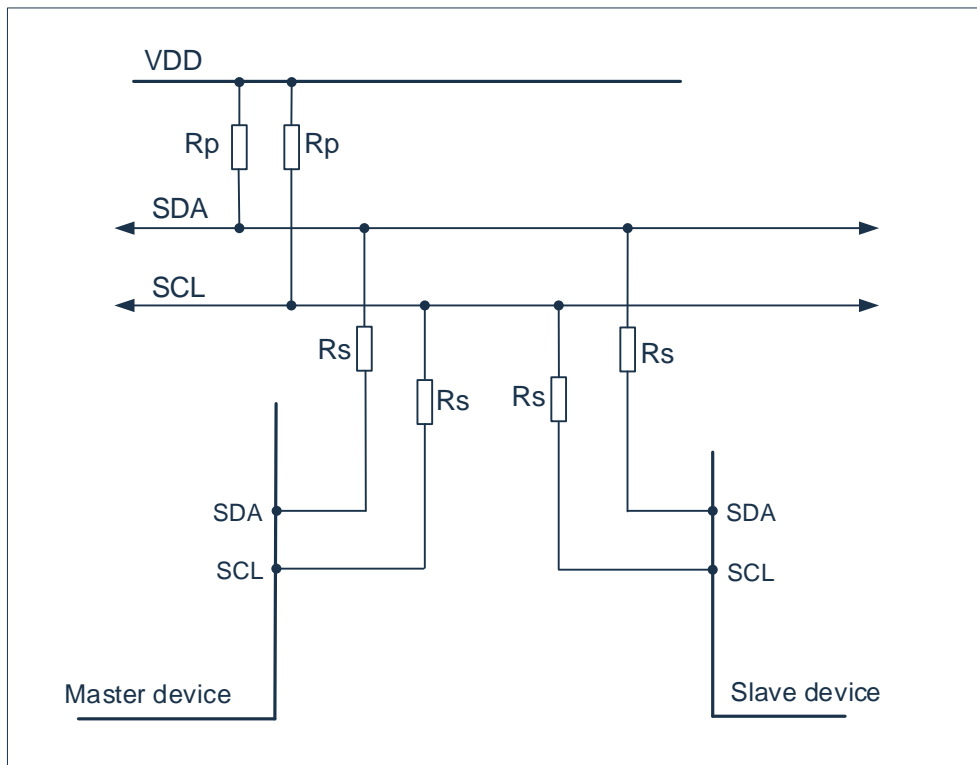 VDD
Rp
Rp
SDA
SCL
Rs
Rs
Rs
Rs
SDA
SDA
SCL
SCL
Master device
Slave device